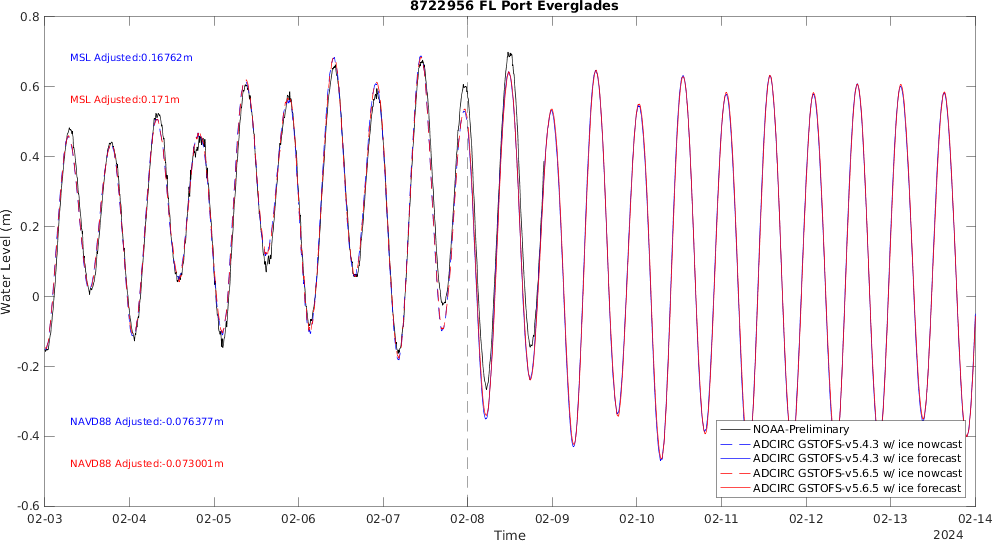 8722956 FL Port Everglades
0.8
MSL Adjusted:0.16762m
0.6
MSL Adjusted:0.171m
0.4
0.2
Water Level (m)
0
-0.2
NAVD88 Adjusted:-0.076377m
-0.4
NAVD88 Adjusted:-0.073001m
-0.6
NOAA-Preliminary
ADCIRC GSTOFS-v5.4.3 w/ ice nowcast
ADCIRC GSTOFS-v5.4.3 w/ ice forecast
ADCIRC GSTOFS-v5.6.5 w/ ice nowcast
ADCIRC GSTOFS-v5.6.5 w/ ice forecast
02-03 02-04 02-05 02-06 02-07 02-08 02-09 02-10 02-11 02-12 02-13 02-14
Time
2024